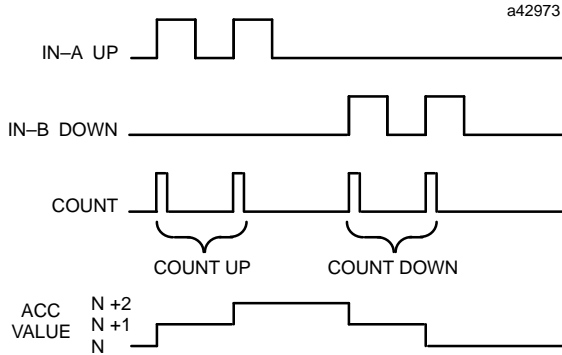 a42973
IN–A UP
IN–B DOWN
COUNT
COUNT UP COUNT DOWN
ACC VALUE
N +2
N +1
N